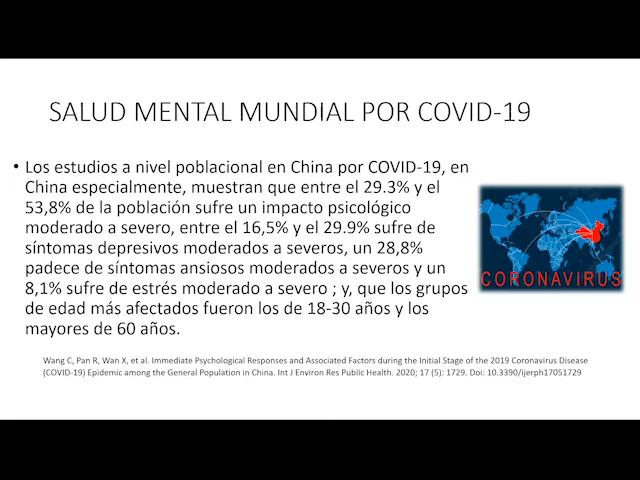 SALUD MENTAL MUNDIAL POR COVID-19
• Los estudios a nivel poblacional en China por COVID-19, en
China especialmente, muestran que entre el 29.3% y el
53,8% de la población sufre un impacto psicológico
moderado a severo, entre el 16,5% y el 29.9% sufre de
síntomas depresivos moderados a severos, un 28,8%
padece de síntomas ansiosos moderados a severos y un
8,1% sufre de estrés moderado a severo ; y, que los grupos
de edad más afectados fueron los de 18-30 años y los
mayores de 60 años.
CORONAVIRUS
Wang C, Pan R, Wan X, et al. Immediate Psychological Responses and Associated Factors during the Initial Stage of the 2019 Coronavirus Disease
(COVID-19) Epidemic among the General Population in China. Int J Environ Res Public Health. 2020; 17 (5): 1729. Doi: 10.3390/ijerph17051729